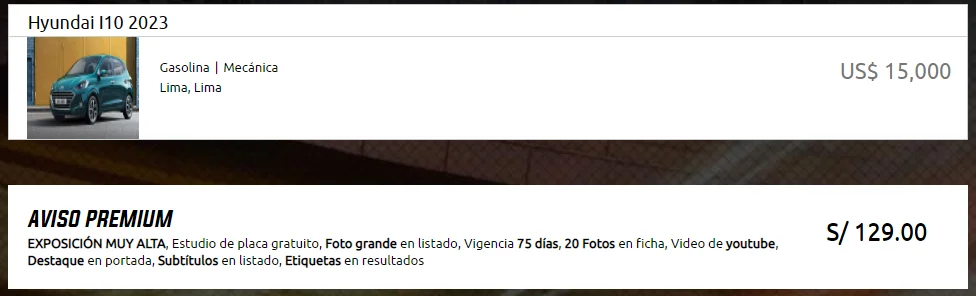 Hyundai I10 2023
Gasolina | Mecánica
Lima, Lima
US$ 15,000
AVISO PREMIUM
EXPOSICIÓN MUY ALTA, Estudio de placa gratuito, Foto grande en listado, Vigencia 75 días, 20 Fotos en ficha, Video de youtube,
Destaque en portada, Subtítulos en listado, Etiquetas en resultados
S/ 129.00